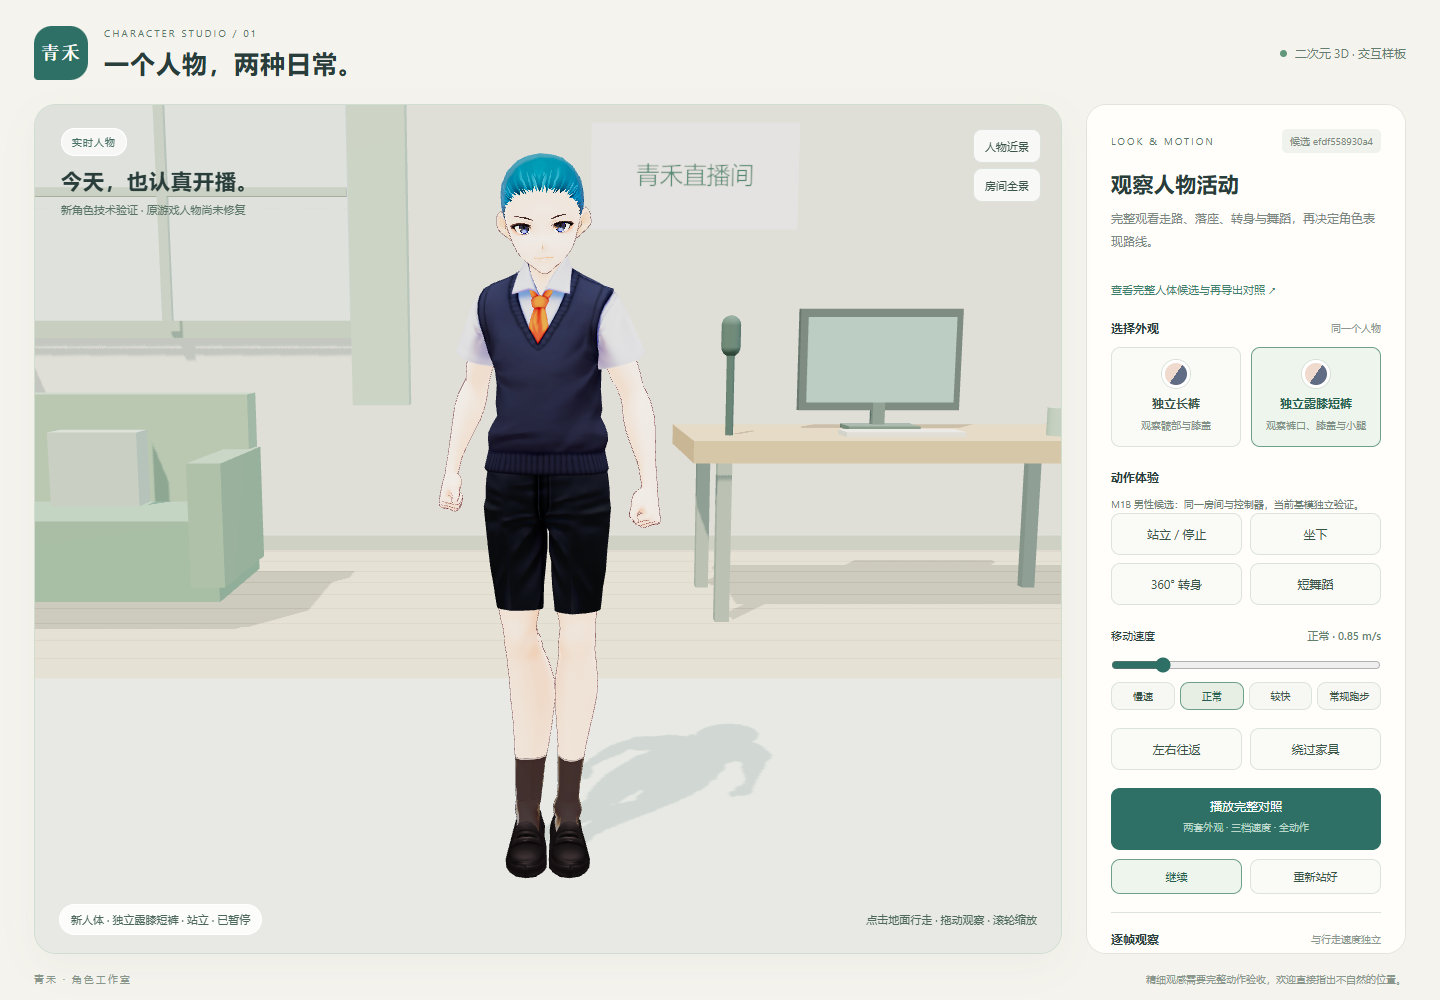 青禾
CHARACTER STUDIO / 01
一个人物，两种日常。
二次元 3D · 交互样板
实时人物
今天，也认真开播。
新角色技术验证 · 原游戏人物尚未修复
青禾直播间
人物近景
房间全景
新人体 · 独立露膝短裤 · 站立 · 已暂停
点击地面行走 · 拖动观察 · 滚轮缩放
LOOK & MOTION
候选 efdf558930a4
观察人物活动
完整观看走路、落座、转身与舞蹈，再决定角色表
现路线。
查看完整人体候选与再导出对照 ↗
选择外观
同一个人物
独立长裤
观察髋部与膝盖
独立露膝短裤
观察裤口、膝盖与小腿
动作体验
M1B 男性候选：同一房间与控制器，当前基模独立验证。
站立 / 停止
坐下
360° 转身
短舞蹈
移动速度
正常 · 0.85 m/s
慢速
正常
较快
常规跑步
左右往返
绕过家具
播放完整对照
两套外观 · 三档速度 · 全动作
继续
重新站好
逐帧观察
与行走速度独立
青禾 · 角色工作室
精细观感需要完整动作验收，欢迎直接指出不自然的位置。